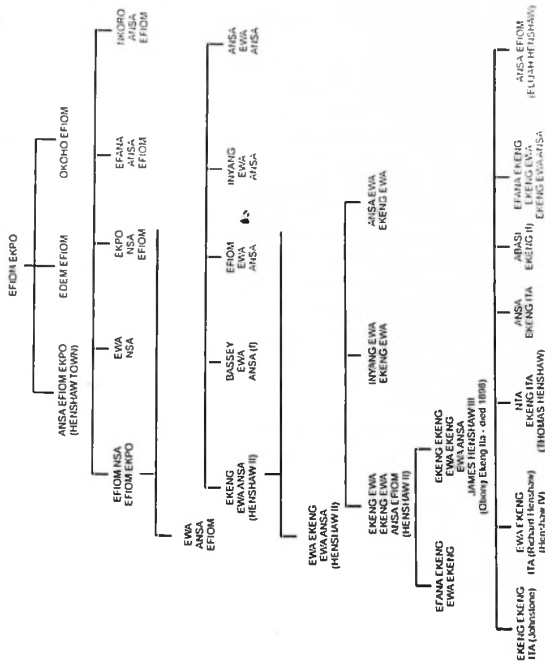 EFIOM EKPO
ANSA EFIOM EKPO
(HENSHAW TOWN)
EDEM EFIOM
OKOHO EFIOM
EFIOM NSA
EFIOM EKPO
EWA
NSA
EKPO
NSA
EFIOM
EFANA
ANSA
EFIOM
NKORO
ANSA
EFIOM
EWA
ANSA
EFIOM
EKENG
EWA ANSA
(HENSHAW II)
BASSEY
EWA
ANSA (f)
EFIOM
EWA
ANSA
INYANG
EWA
ANSA
ANSA
EWA
ANSA
EWA EKENG
EWA ANSA
(HENSHAW II)
EKENG EWA
EKENG EWA
ANSA EFIOM
(HENSHAW II)
INYANG EWA
EKENG EWA
ANSA EWA
EKENG EWA
EFANA EKENG
EWA EKENG
EKENG EKENG
EWA EKENG
EWA ANSA
JAMES HENSHAW III
(Obong) Ekeng Ita - died 1898)
EKENG EKENG
ITA (Johnstone)
EWA EKENG
ITA (Richard Henshaw)
(Henshaw IV)
NTA
EKENG ITA
(THOMAS HENSHAW)
ANSA
EKENG ITA
ABASI
EKENG (f)
EFANA EKENG
EKENG EWA
EKENG EWA ANSA
ANSA EFIOM
(ELIJAH HENSHAW)